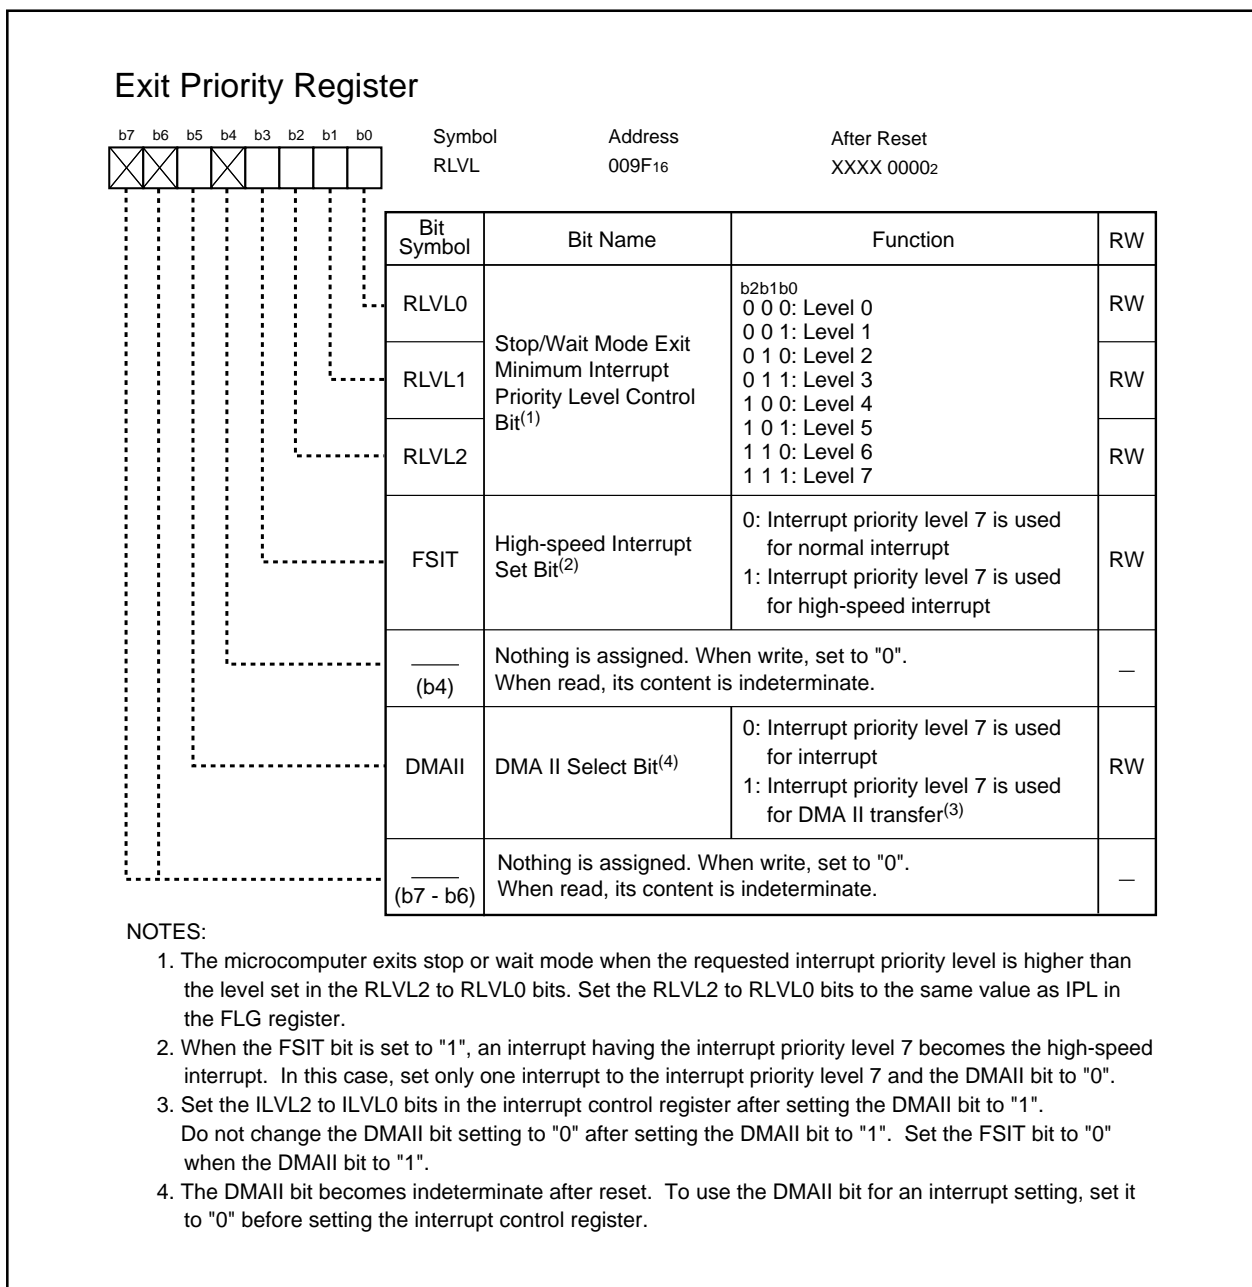 Exit Priority Register
b7 b6 b5 b4 b3 b2 b1 b0
Symbol Address After Reset
RLVL 009F16 XXXX 00002
Bit Symbol Bit Name Function RW
RLVL0 RW
RLVL1 RW
RLVL2 RW
Stop/Wait Mode Exit
Minimum Interrupt
Priority Level Control
Bit(1)
b2b1b0
0 0 0: Level 0
0 0 1: Level 1
0 1 0: Level 2
0 1 1: Level 3
1 0 0: Level 4
1 0 1: Level 5
1 1 0: Level 6
1 1 1: Level 7
FSIT
High-speed Interrupt
Set Bit(2)
0: Interrupt priority level 7 is used
for normal interrupt
1: Interrupt priority level 7 is used
for high-speed interrupt
RW
(b4)
Nothing is assigned. When write, set to "0".
When read, its content is indeterminate.
—
DMAII
DMA II Select Bit(4)
0: Interrupt priority level 7 is used
for interrupt
1: Interrupt priority level 7 is used
for DMA II transfer(3)
RW
(b7 - b6)
Nothing is assigned. When write, set to "0".
When read, its content is indeterminate.
—
NOTES:
1. The microcomputer exits stop or wait mode when the requested interrupt priority level is higher than
the level set in the RLVL2 to RLVL0 bits. Set the RLVL2 to RLVL0 bits to the same value as IPL in
the FLG register.
2. When the FSIT bit is set to "1", an interrupt having the interrupt priority level 7 becomes the high-speed
interrupt. In this case, set only one interrupt to the interrupt priority level 7 and the DMAII bit to "0".
3. Set the ILVL2 to ILVL0 bits in the interrupt control register after setting the DMAII bit to "1".
Do not change the DMAII bit setting to "0" after setting the DMAII bit to "1". Set the FSIT bit to "0"
when the DMAII bit to "1".
4. The DMAII bit becomes indeterminate after reset. To use the DMAII bit for an interrupt setting, set it
to "0" before setting the interrupt control register.